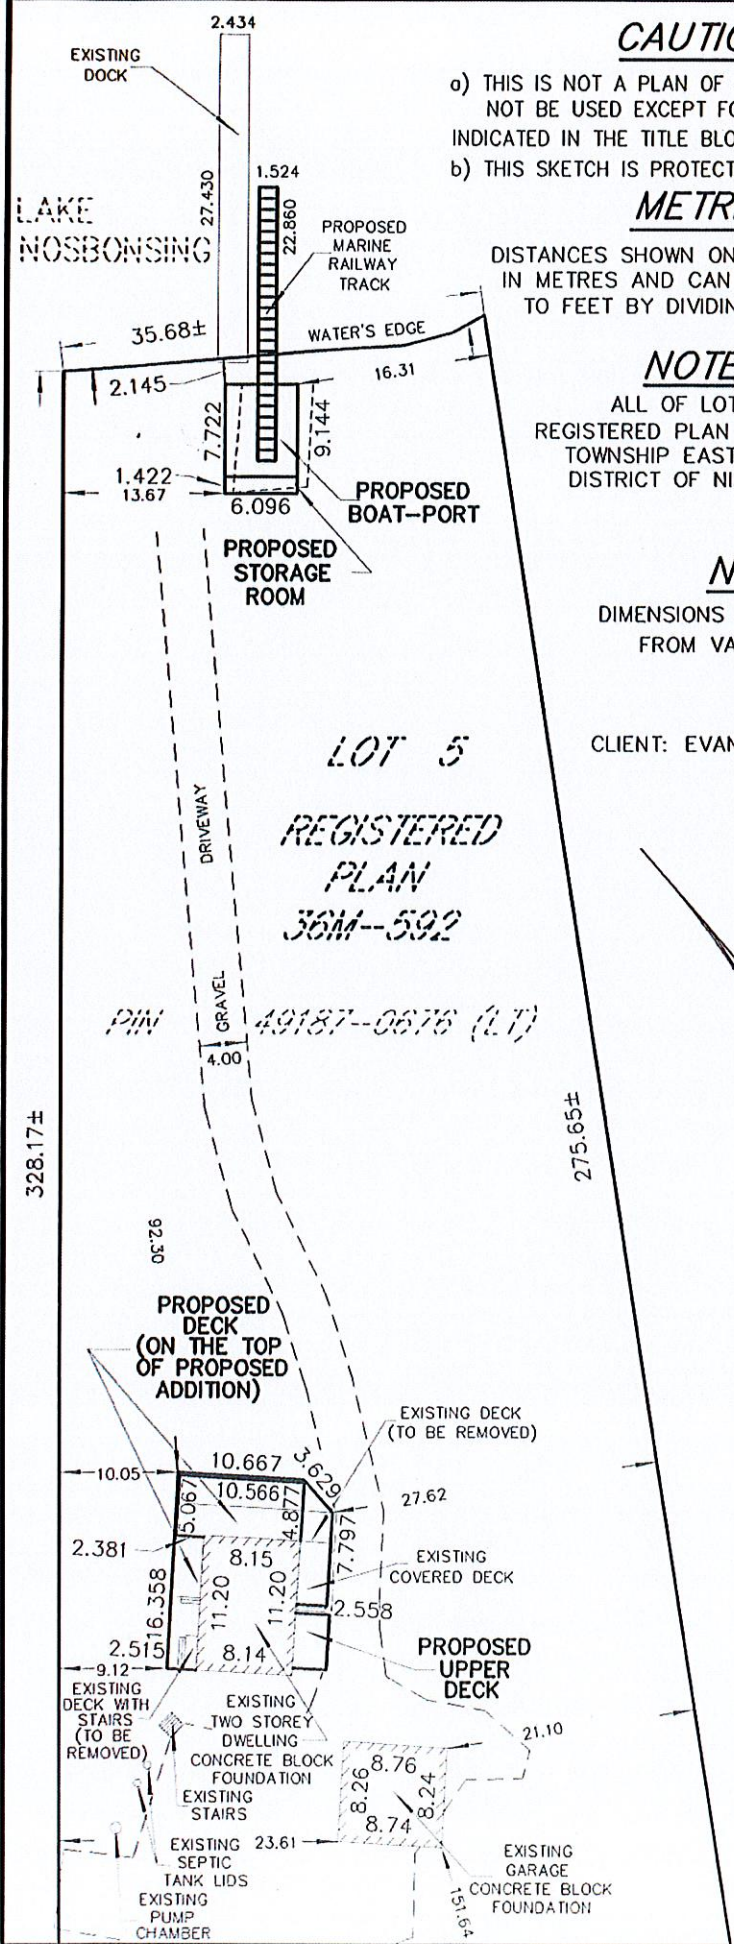 2.434
EXISTING
DOCK
27.430
1.524
22.860
LAKE
NOSBONSING
PROPOSED
MARINE
RAILWAY
TRACK
CAUTIO
a) THIS IS NOT A PLAN OF
NOT BE USED EXCEPT FO
INDICATED IN THE TITLE BLO
b) THIS SKETCH IS PROTECT
METR
DISTANCES SHOWN ON
IN METRES AND CAN
TO FEET BY DIVIDIN
35.68±
WATER'S EDGE
16.31
2.145
7.722
9.144
1.422
13.67
6.096
PROPOSED
BOAT-PORT
PROPOSED
STORAGE
ROOM
NOTE
ALL OF LOT
REGISTERED PLAN
TOWNSHIP EAST
DISTRICT OF NI
N
DIMENSIONS
FROM VA
CLIENT: EVAN
LOT 5
REGISTERED
PLAN
36M--592
PIN 49187--0676 (LT)
GRAVEL DRIVEWAY
4.00
328.17±
275.65±
92.30
PROPOSED
DECK
(ON THE TOP
OF PROPOSED
ADDITION)
EXISTING DECK
(TO BE REMOVED)
10.05
10.667
3.629
10.566
27.62
5.067
4.877
7.797
2.381
8.15
EXISTING
COVERED DECK
16.358
11.20
11.20
2.558
2.515
8.14
9.12
PROPOSED
UPPER
DECK
EXISTING
DECK WITH
STAIRS
(TO BE
REMOVED)
EXISTING
TWO STOREY
DWELLING
CONCRETE BLOCK
FOUNDATION
EXISTING
STAIRS
21.10
8.76
8.26
8.24
8.74
23.61
EXISTING
SEPTIC
TANK LIDS
EXISTING
PUMP
CHAMBER
EXISTING
GARAGE
CONCRETE BLOCK
FOUNDATION
151.64